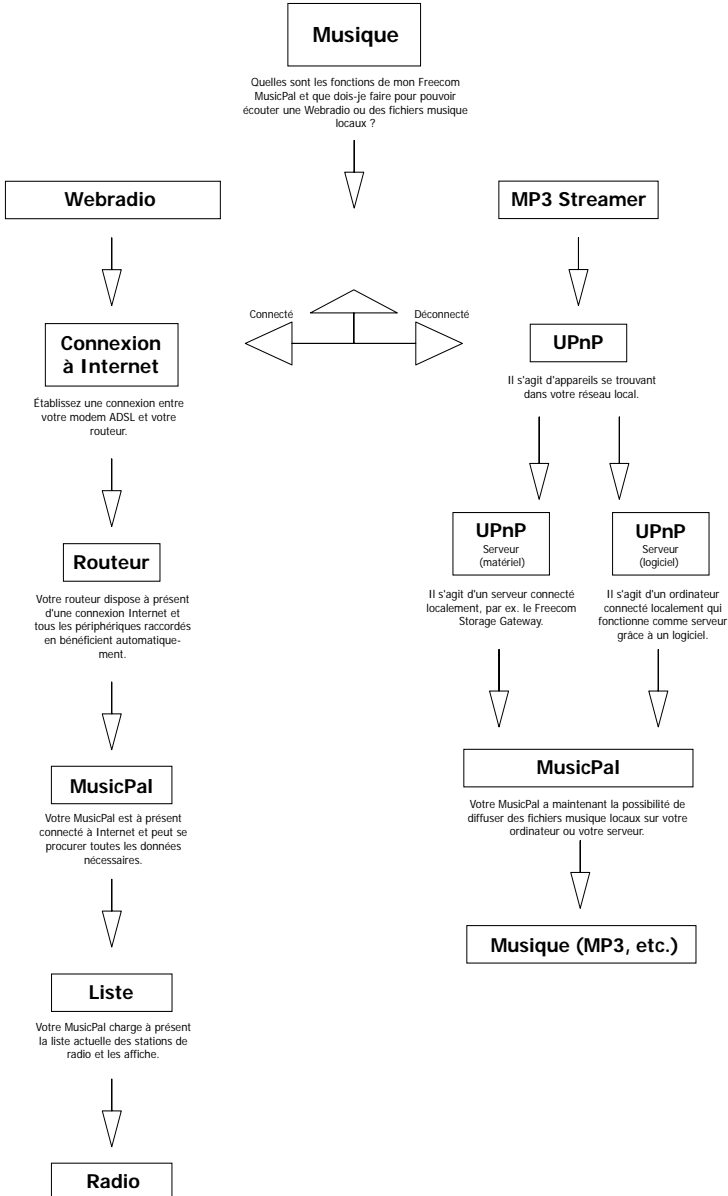 Musique
Quelles sont les fonctions de mon Freecom
MusicPal et que dois-je faire pour pouvoir
écouter une Webradio ou des fichiers musique
locaux ?
Webradio
MP3 Streamer
Connecté
Déconnecté
Connexion
à Internet
Établissez une connexion entre
votre modem ADSL et votre
routeur.
UPnP
Il s'agit d'appareils se trouvant
dans votre réseau local.
Routeur
Votre routeur dispose à présent
d'une connexion Internet et
tous les périphériques raccordés
en bénéficient automatique-
ment.
UPnP
Serveur
(matériel)
Il s'agit d'un serveur connecté
localement, par ex. le Freecom
Storage Gateway.
UPnP
Serveur
(logiciel)
Il s'agit d'un ordinateur
connecté localement qui
fonctionne comme serveur
grâce à un logiciel.
MusicPal
Votre MusicPal est à présent
connecté à Internet et peut se
procurer toutes les données
nécessaires.
MusicPal
Votre MusicPal a maintenant la possibilité de
diffuser des fichiers musique locaux sur votre
ordinateur ou votre serveur.
Musique (MP3, etc.)
Liste
Votre MusicPal charge à présent
la liste actuelle des stations de
radio et les affiche.
Radio